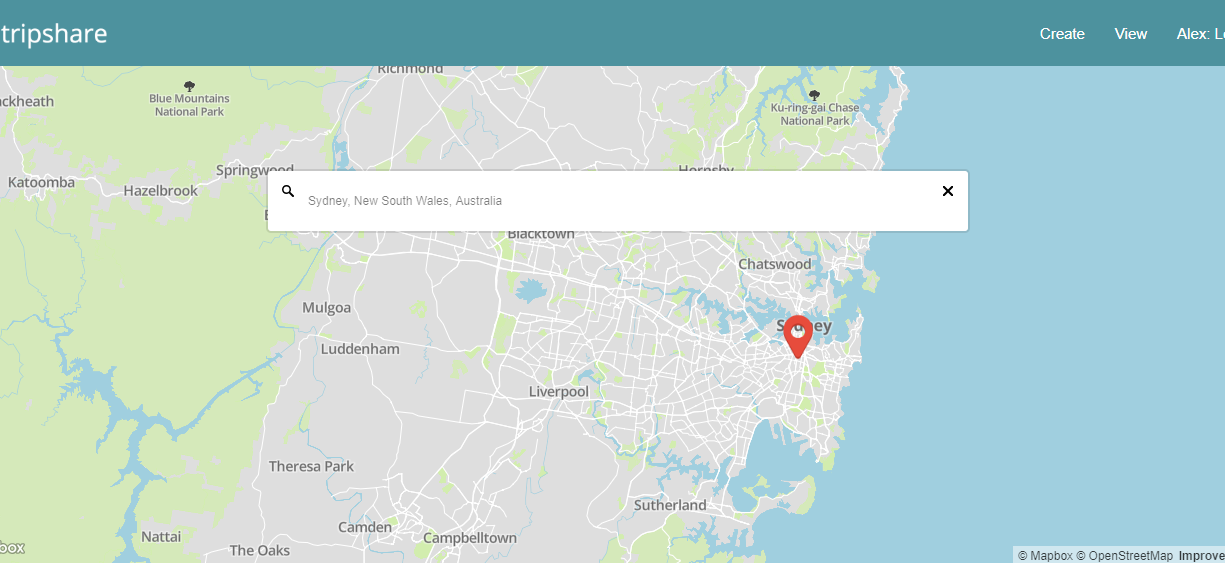 tripshare
Create
View
Alex: L
Richmond
ackheath
Blue Mountains
National Park
Ku-ring-gai Chase
National Park
Springwood
Hornsby
Katoomba
Hazelbrook
Sydney, New South Wales, Australia
Blacktown
Chatswood
Mulgoa
Sydney
Luddenham
Liverpool
Theresa Park
Sutherland
Camden
Campbelltown
Nattai
The Oaks
box
© Mapbox © OpenStreetMap Improve